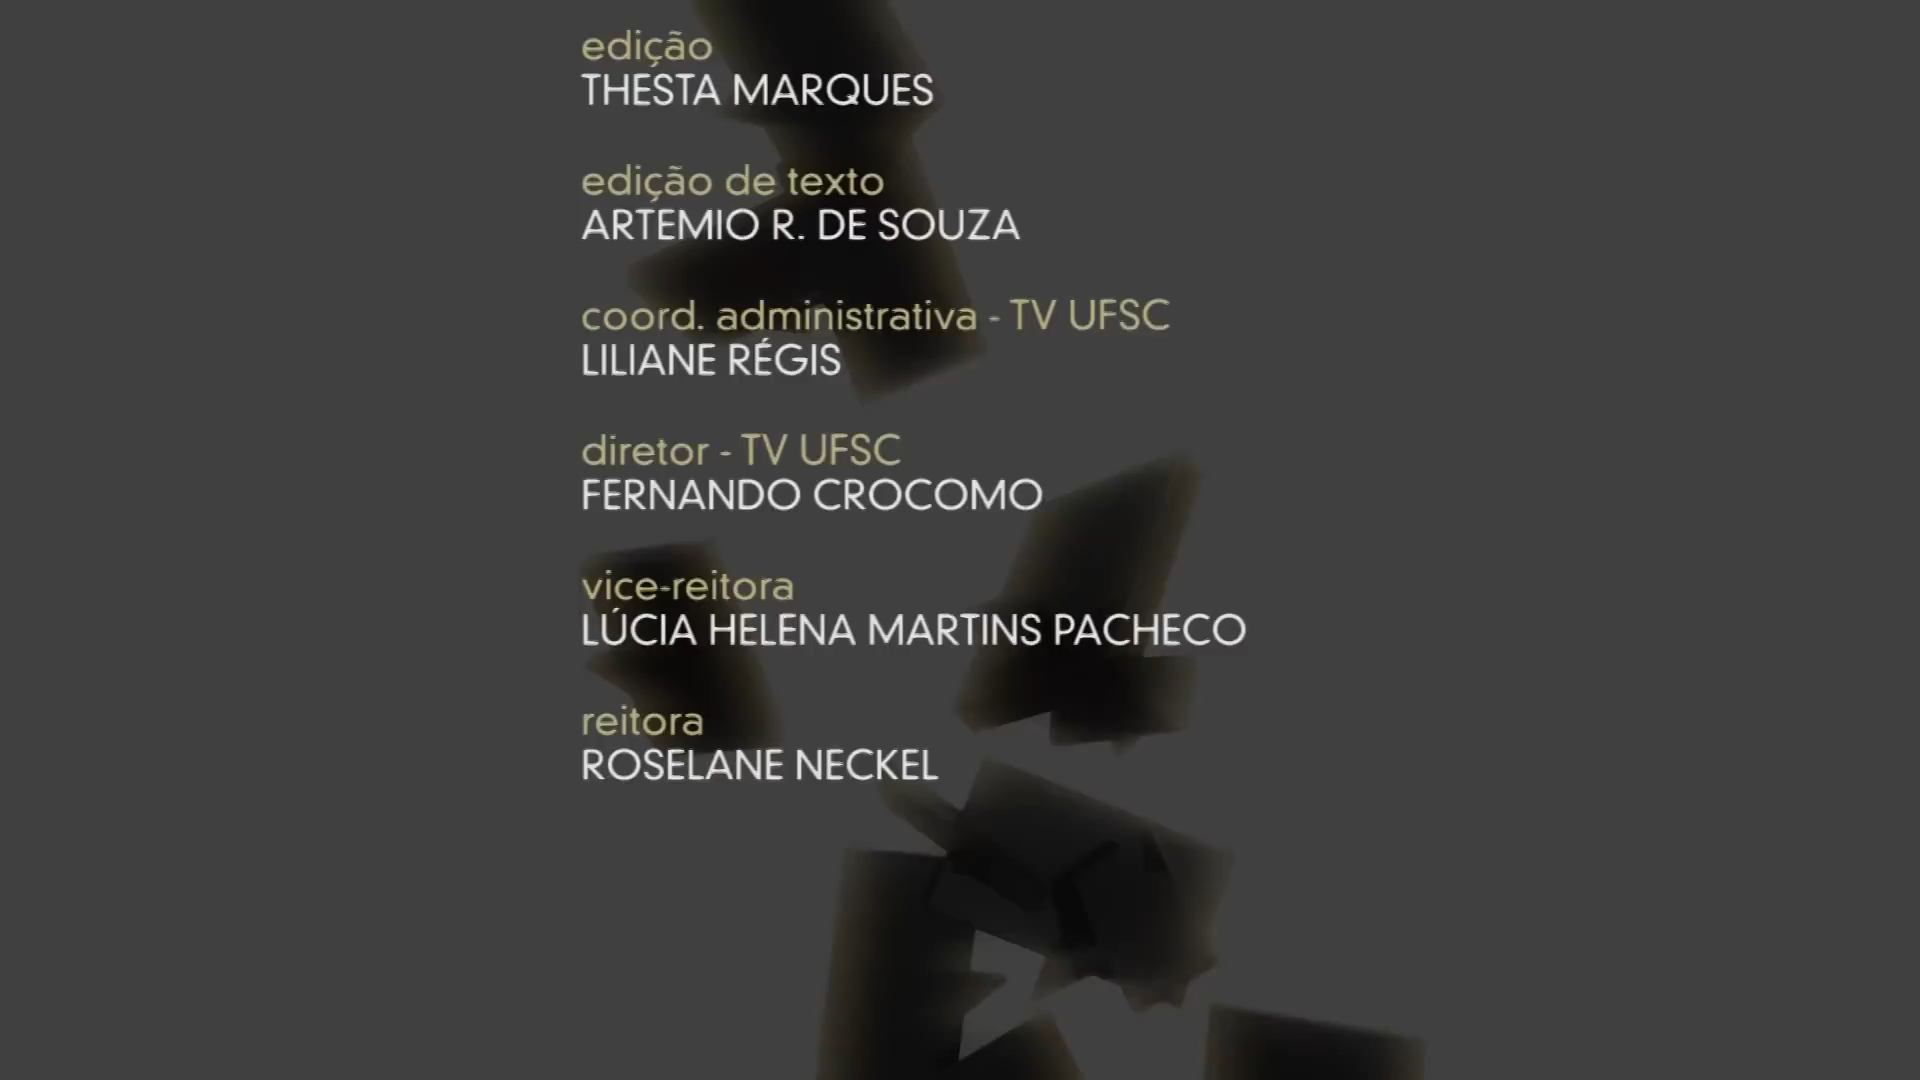 edição
THESTA MARQUES
edição de texto
ARTEMIO R. DE SOUZA
coord. administrativa - TV UFSC
LILIANE RÉGIS
diretor - TV UFSC
FERNANDO CROCOMO
vice-reitora
LÚCIA HELENA MARTINS PACHECO
reitora
ROSELANE NECKEL